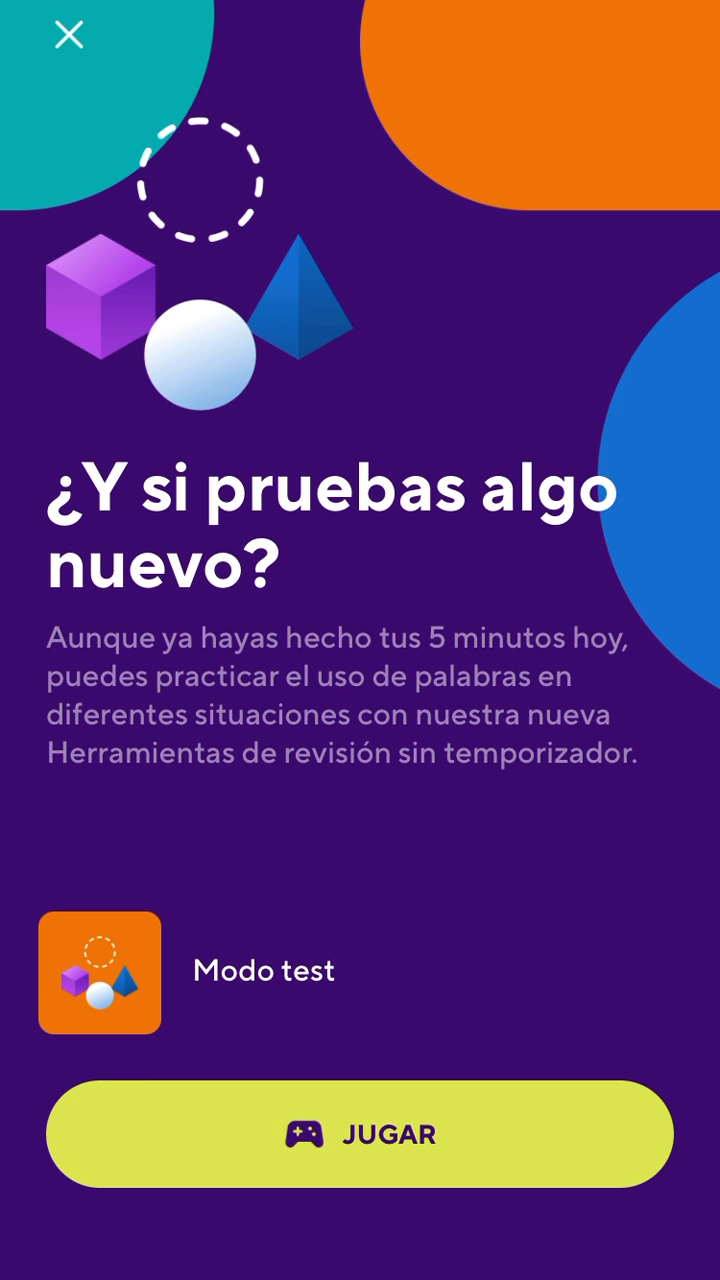 ¿Y si pruebas algo
nuevo?
Aunque ya hayas hecho tus 5 minutos hoy,
puedes practicar el uso de palabras en
diferentes situaciones con nuestra nueva
Herramientas de revisión sin temporizador.
Modo test
JUGAR